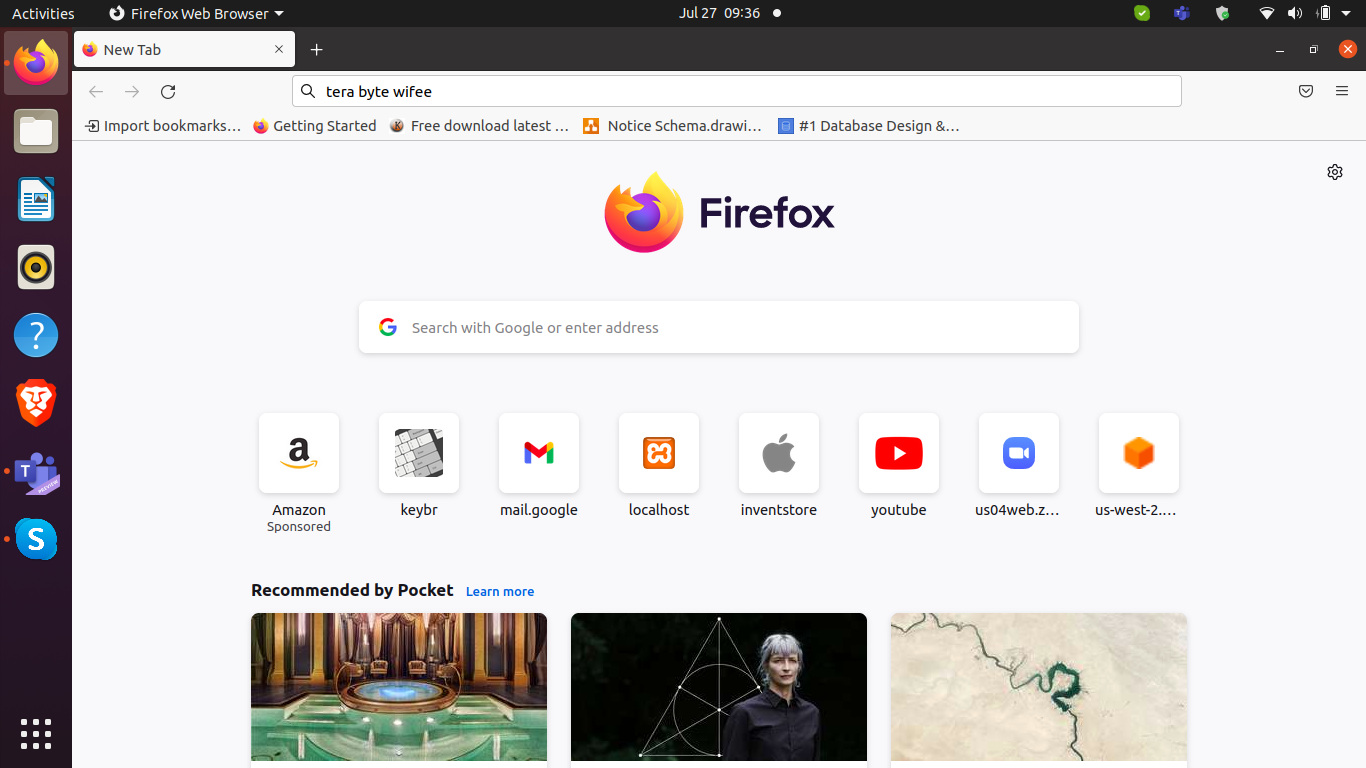 Activities
Firefox Web Browser
Jul 27 09:36
New Tab
tera byte wifee
Import bookmarks…
Getting Started
Free download latest …
Notice Schema.drawi…
#1 Database Design &…
Firefox
Search with Google or enter address
Amazon
Sponsored
keybr
mail.google
localhost
inventstore
youtube
us04web.z…
us-west-2.…
Recommended by Pocket
Learn more
PREVIEW